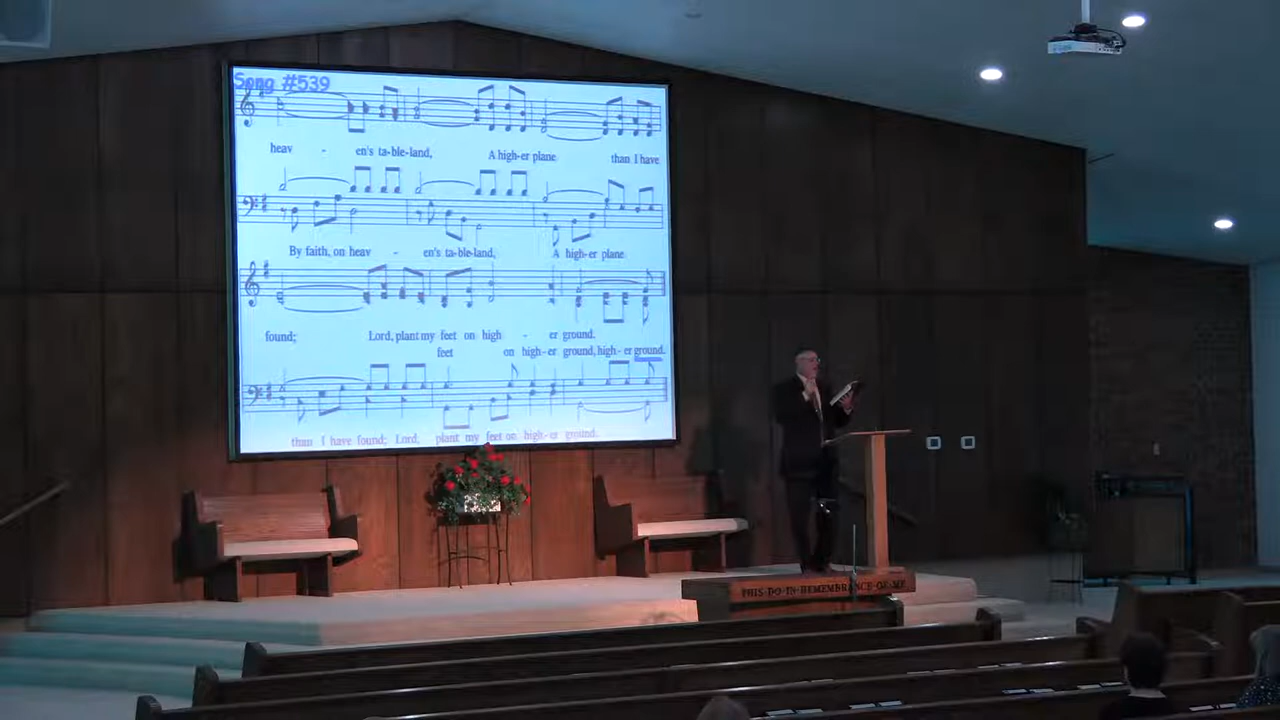 Song #539
heav - en's ta-ble-land, A high-er plane than I have
By faith, on heav - en's ta-ble-land, A high-er plane
found; Lord, plant my feet on high - er ground.
feet on high-er ground, high-er ground.
than I have found; Lord, plant my feet on high-er ground.
THIS·DO·IN·REMEMBRANCE·OF·ME